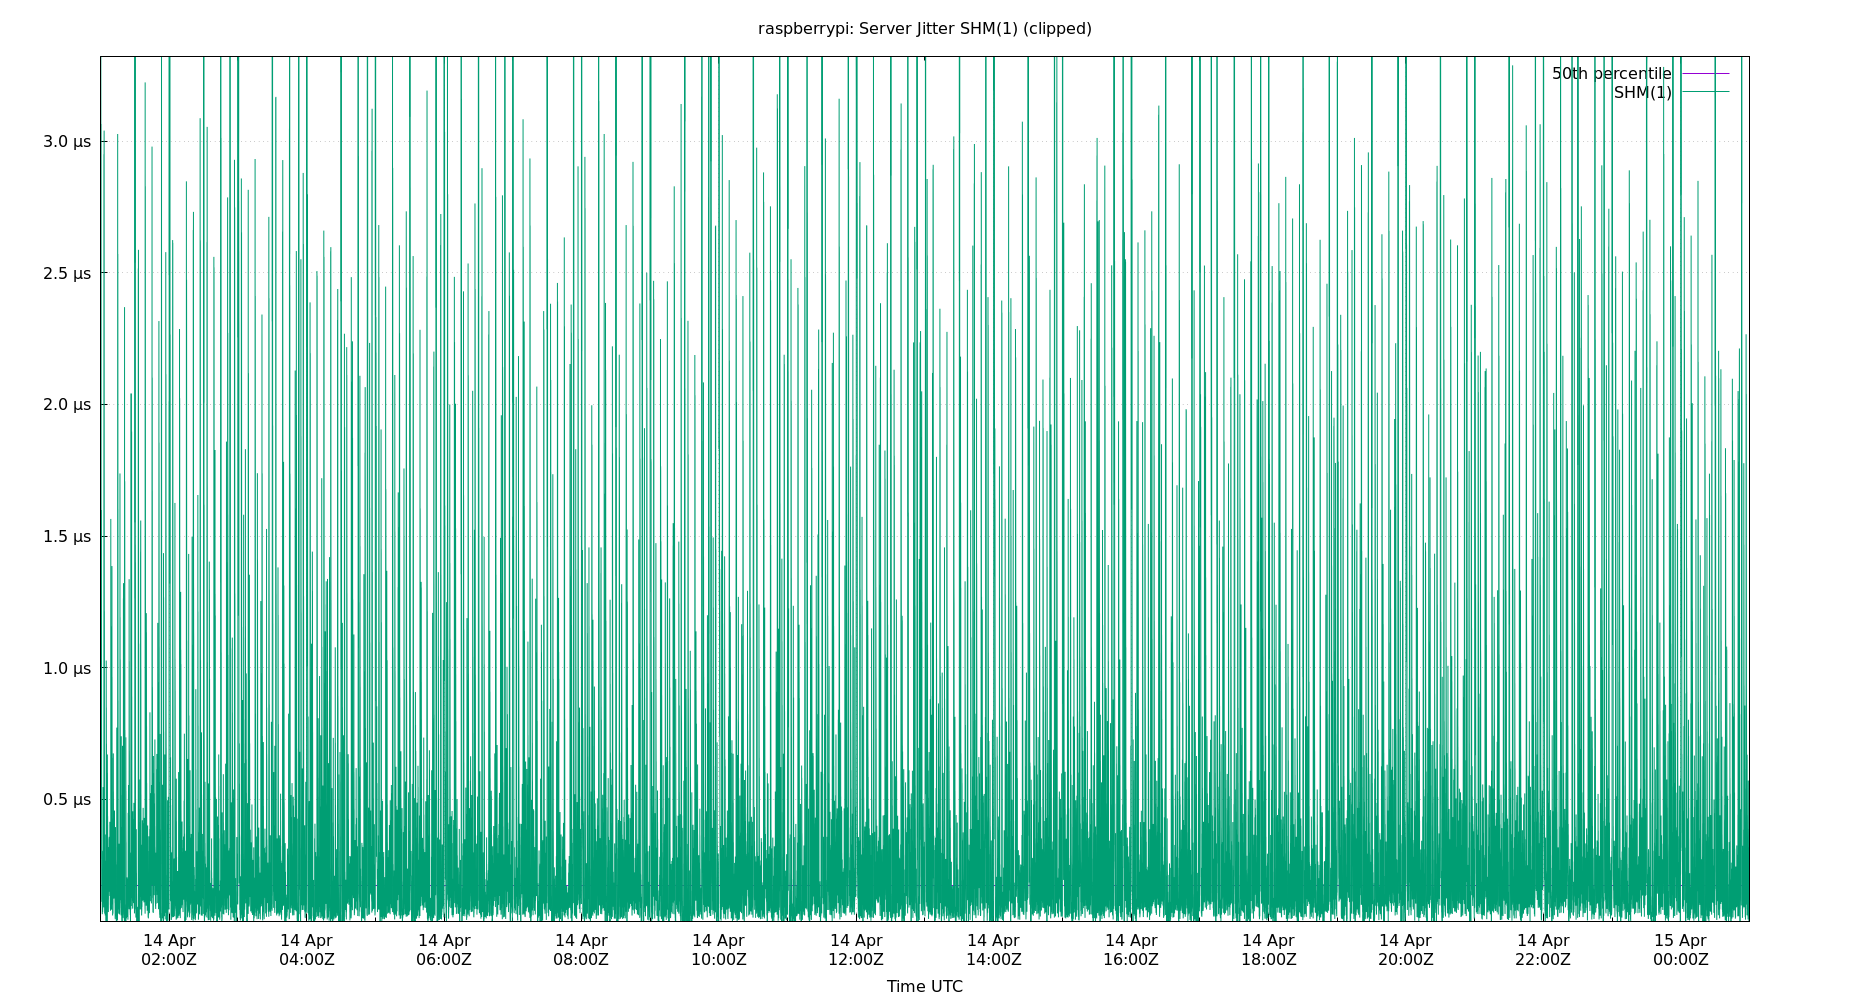 raspberrypi: Server Jitter SHM(1) (clipped)
50th percentile
SHM(1)
3.0 µs
2.5 µs
2.0 µs
1.5 µs
1.0 µs
0.5 µs
14 Apr 14 Apr 14 Apr 14 Apr 14 Apr 14 Apr 14 Apr 14 Apr 14 Apr 14 Apr 14 Apr 15 Apr
02:00Z 04:00Z 06:00Z 08:00Z 10:00Z 12:00Z 14:00Z 16:00Z 18:00Z 20:00Z 22:00Z 00:00Z
Time UTC